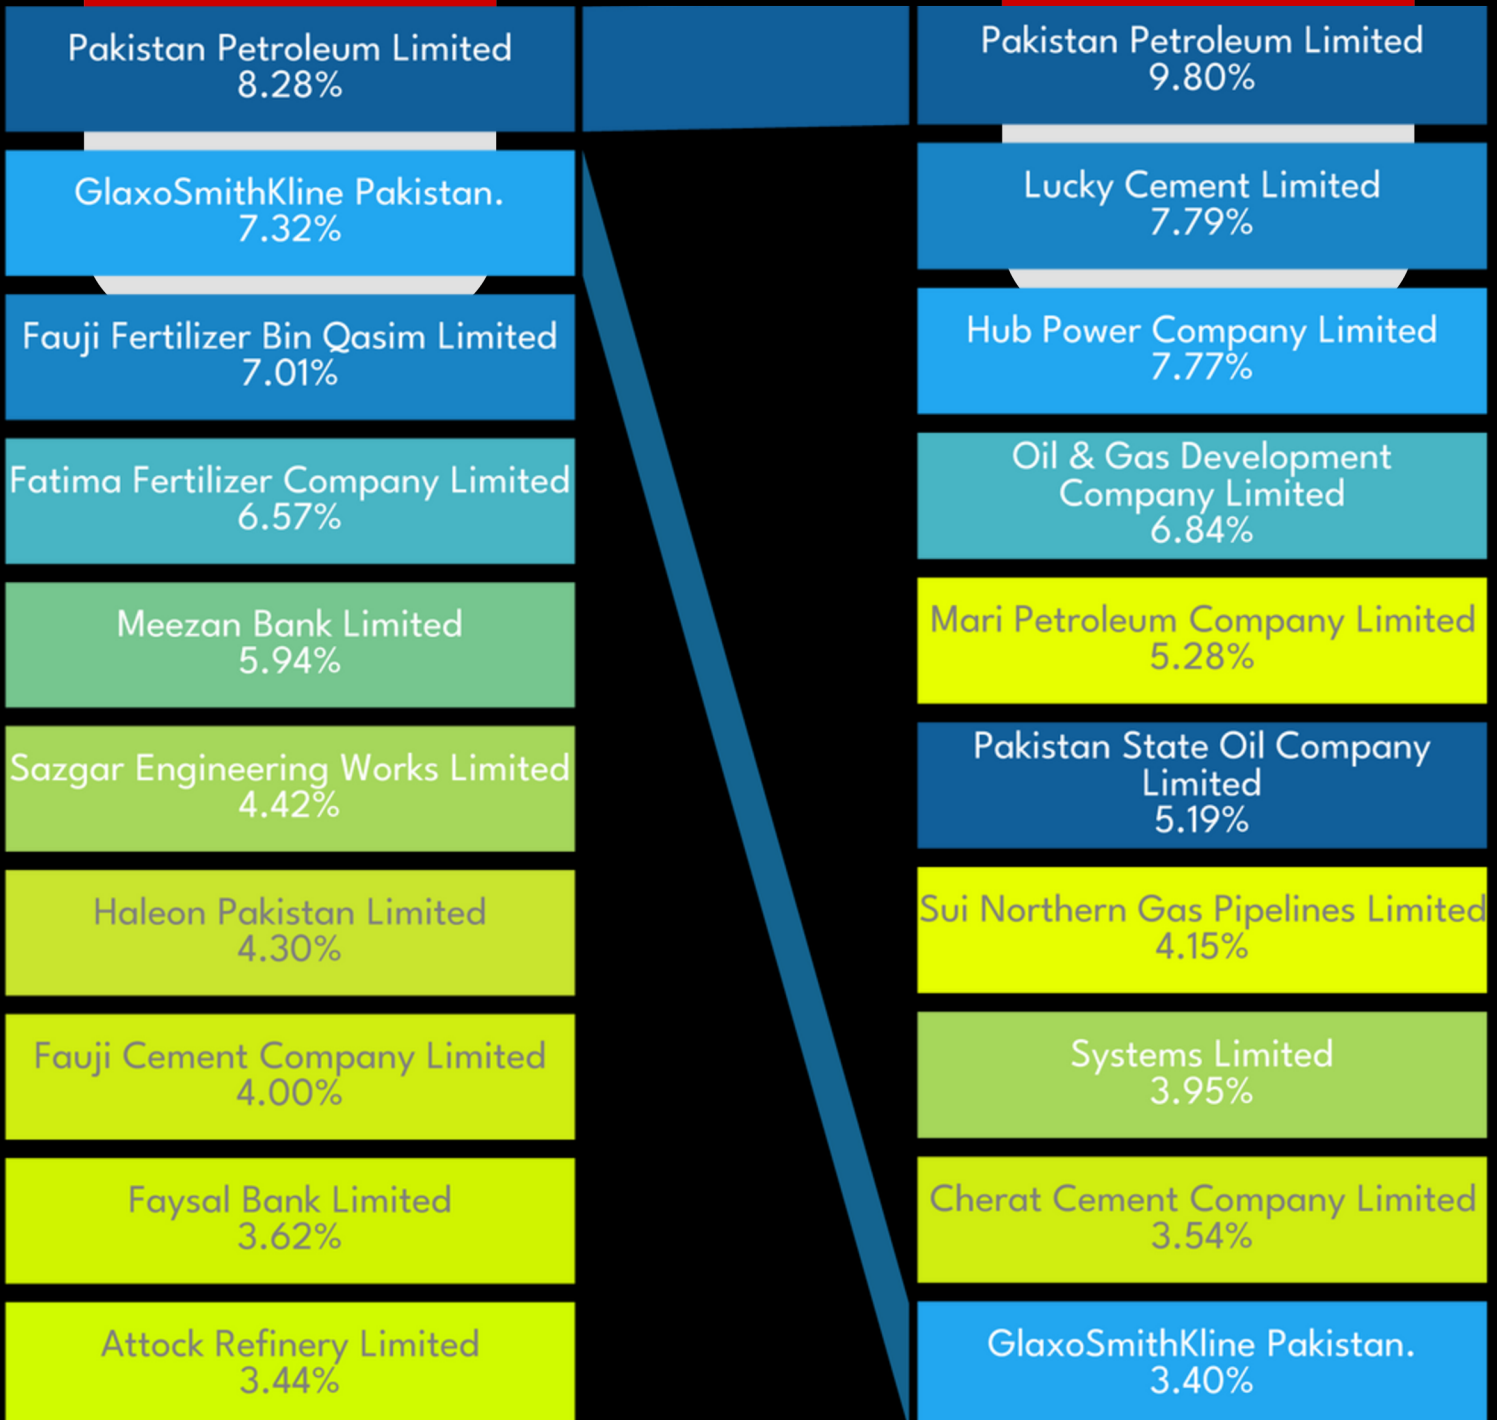 Pakistan Petroleum Limited
8.28%
GlaxoSmithKline Pakistan.
7.32%
Fauji Fertilizer Bin Qasim Limited
7.01%
Fatima Fertilizer Company Limited
6.57%
Meezan Bank Limited
5.94%
Sazgar Engineering Works Limited
4.42%
Haleon Pakistan Limited
4.30%
Fauji Cement Company Limited
4.00%
Faysal Bank Limited
3.62%
Attock Refinery Limited
3.44%
Pakistan Petroleum Limited
9.80%
Lucky Cement Limited
7.79%
Hub Power Company Limited
7.77%
Oil & Gas Development
Company Limited
6.84%
Mari Petroleum Company Limited
5.28%
Pakistan State Oil Company
Limited
5.19%
Sui Northern Gas Pipelines Limited
4.15%
Systems Limited
3.95%
Cherat Cement Company Limited
3.54%
GlaxoSmithKline Pakistan.
3.40%